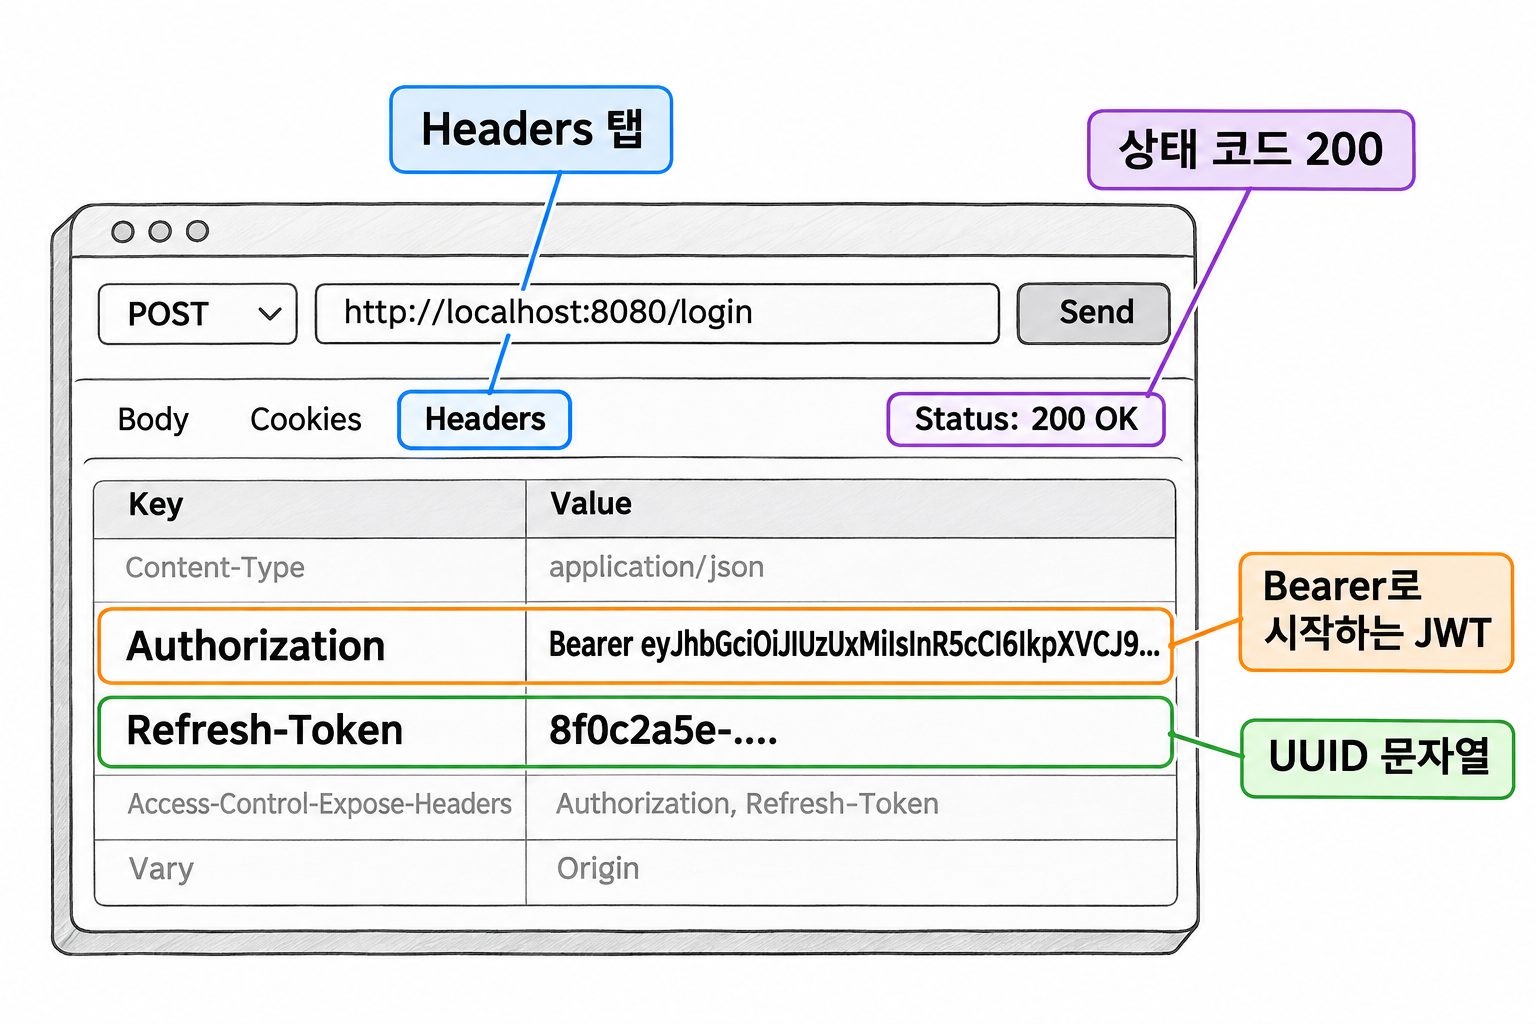 Headers 탭
상태 코드 200
POST
http://localhost:8080/login
Send
Body
Cookies
Headers
Status: 200 OK
Key
Value
Content-Type
application/json
Authorization
Bearer eyJhbGciOiJIUzUxMiIsInR5cCI6IkpXVCJ9...
Bearer로
시작하는 JWT
Refresh-Token
8f0c2a5e-....
UUID 문자열
Access-Control-Expose-Headers
Authorization, Refresh-Token
Vary
Origin